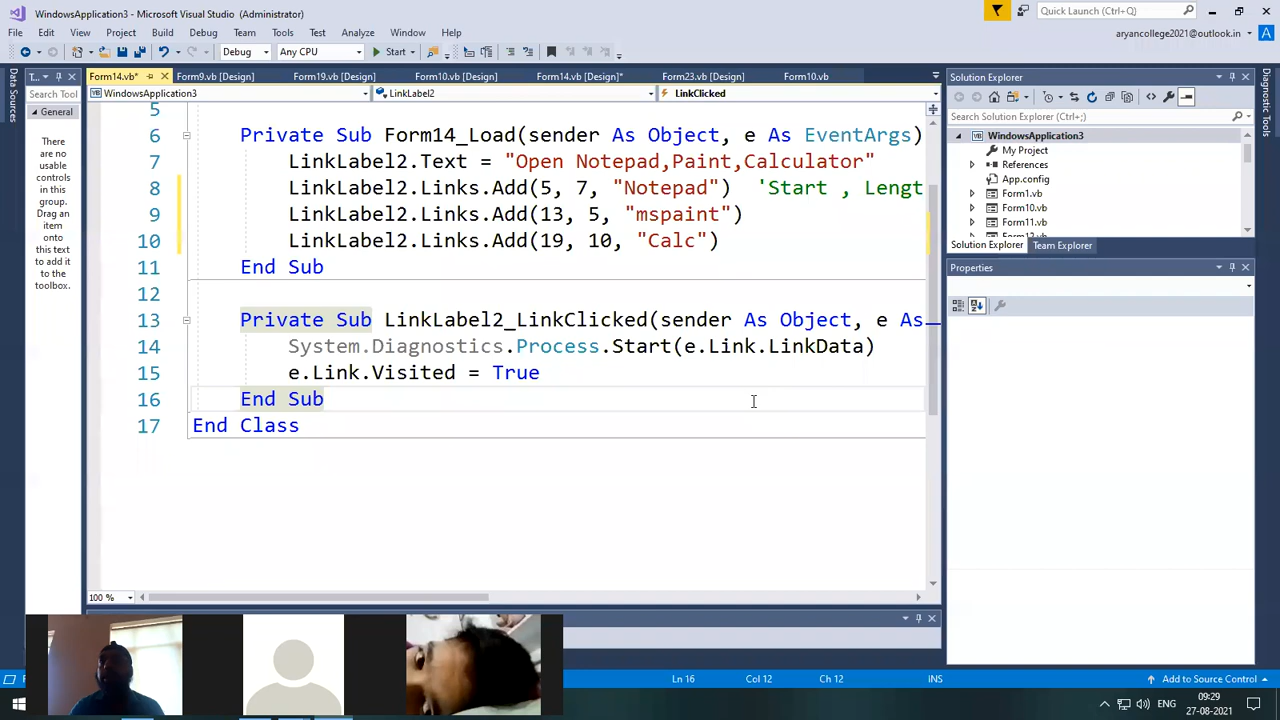 WindowsApplication3 - Microsoft Visual Studio (Administrator)
Quick Launch (Ctrl+Q)
File Edit View Project Build Debug Team Tools Test Analyze Window Help
aryancollege2021@outlook.in
A
Debug Any CPU Start
Data Sources
T...
Search Tool
General
There are no usable controls in this group. Drag an item onto this text to add it to the toolbox.
Form14.vb* Form9.vb [Design] Form19.vb [Design] Form10.vb [Design] Form14.vb [Design]* Form23.vb [Design] Form10.vb
WindowsApplication3 LinkLabel2 LinkClicked
5
6 Private Sub Form14_Load(sender As Object, e As EventArgs)
7 LinkLabel2.Text = "Open Notepad,Paint,Calculator"
8 LinkLabel2.Links.Add(5, 7, "Notepad") 'Start , Lengt
9 LinkLabel2.Links.Add(13, 5, "mspaint")
10 LinkLabel2.Links.Add(19, 10, "Calc")
11 End Sub
12
13 Private Sub LinkLabel2_LinkClicked(sender As Object, e As
14 System.Diagnostics.Process.Start(e.Link.LinkData)
15 e.Link.Visited = True
16 End Sub
17 End Class
100 %
Solution Explorer
Search Solution Explorer (Ctrl+;)
WindowsApplication3
My Project
References
App.config
Form1.vb
Form10.vb
Form11.vb
Solution Explorer Team Explorer
Properties
Diagnostic Tools
Ln 16 Col 12 Ch 12 INS
Add to Source Control
ENG
09:29
27-08-2021